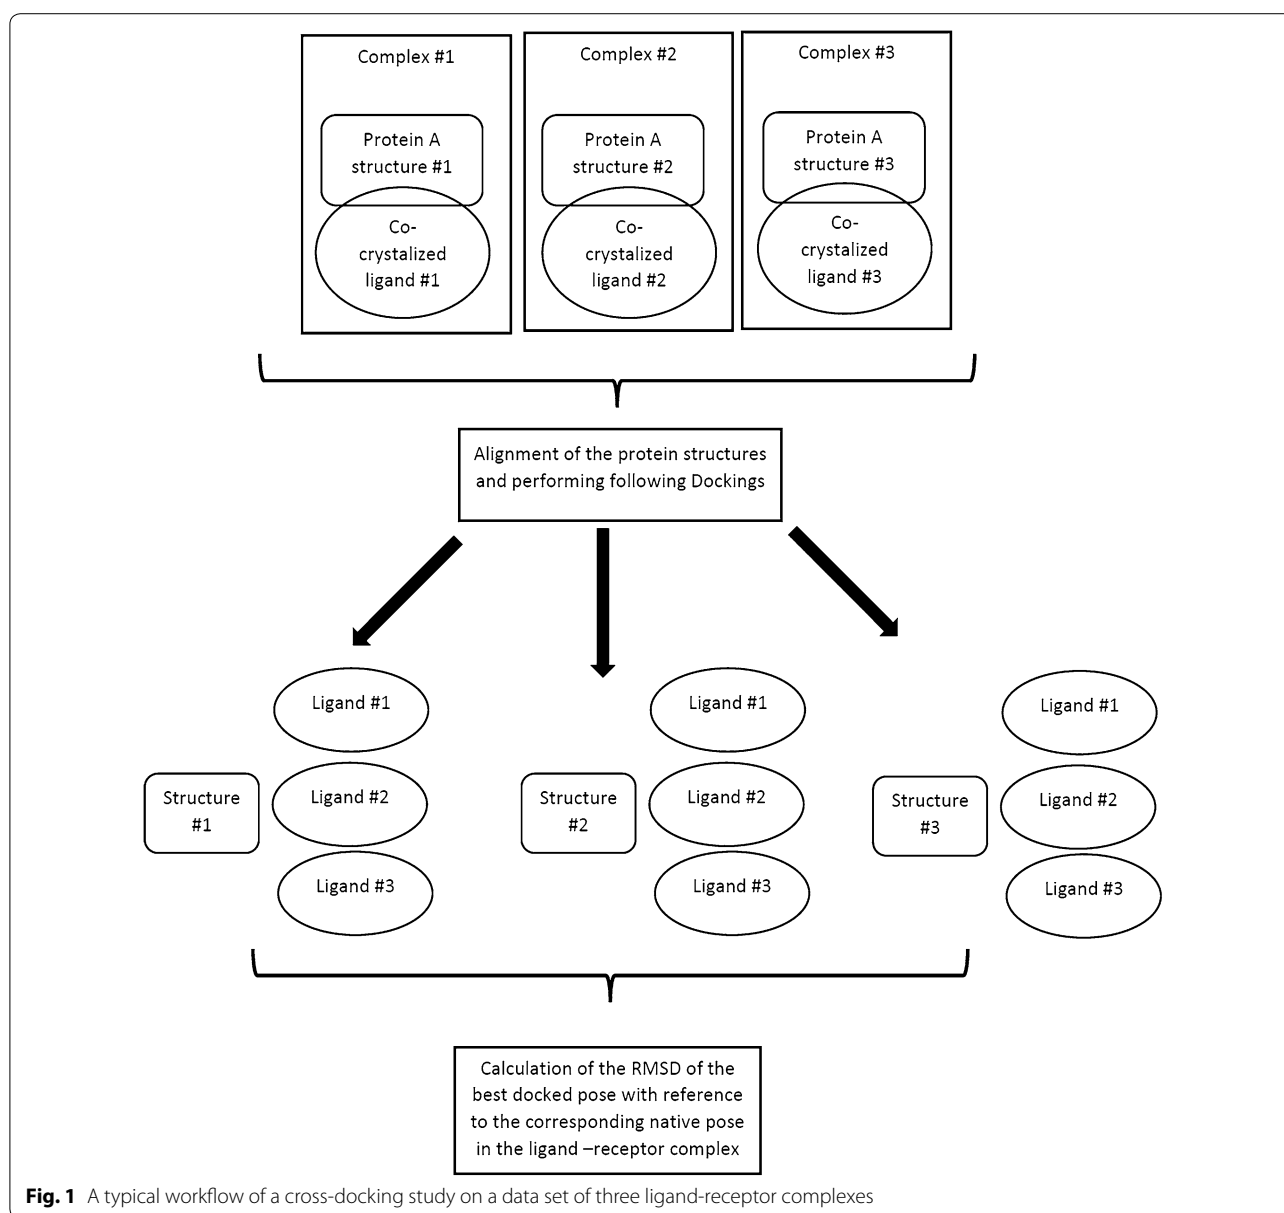 Complex #1
Protein A
structure #1
Co-
crystalized
ligand #1
Complex #2
Protein A
structure #2
Co-
crystalized
ligand #2
Complex #3
Protein A
structure #3
Co-
crystalized
ligand #3
Alignment of the protein structures
and performing following Dockings
Structure
#1
Ligand #1
Ligand #2
Ligand #3
Structure
#2
Ligand #1
Ligand #2
Ligand #3
Structure
#3
Ligand #1
Ligand #2
Ligand #3
Calculation of the RMSD of the
best docked pose with reference
to the corresponding native pose
in the ligand –receptor complex
Fig. 1 A typical workflow of a cross-docking study on a data set of three ligand-receptor complexes